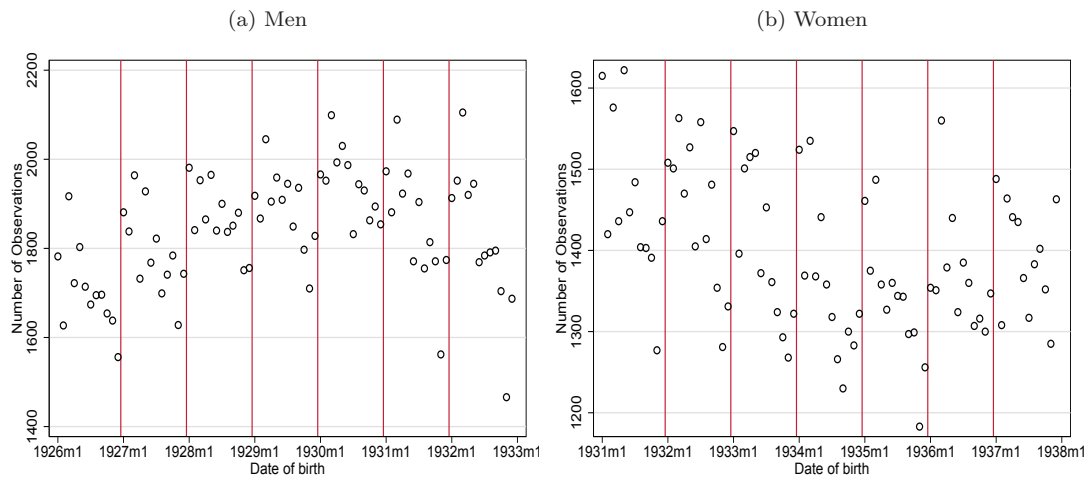 (a) Men
Number of Observations
2200
2000
1800
1600
1400
1926m1 1927m1 1928m1 1929m1 1930m1 1931m1 1932m1 1933m1
Date of birth
(b) Women
Number of Observations
1600
1500
1400
1300
1200
1931m1 1932m1 1933m1 1934m1 1935m1 1936m1 1937m1 1938m1
Date of birth